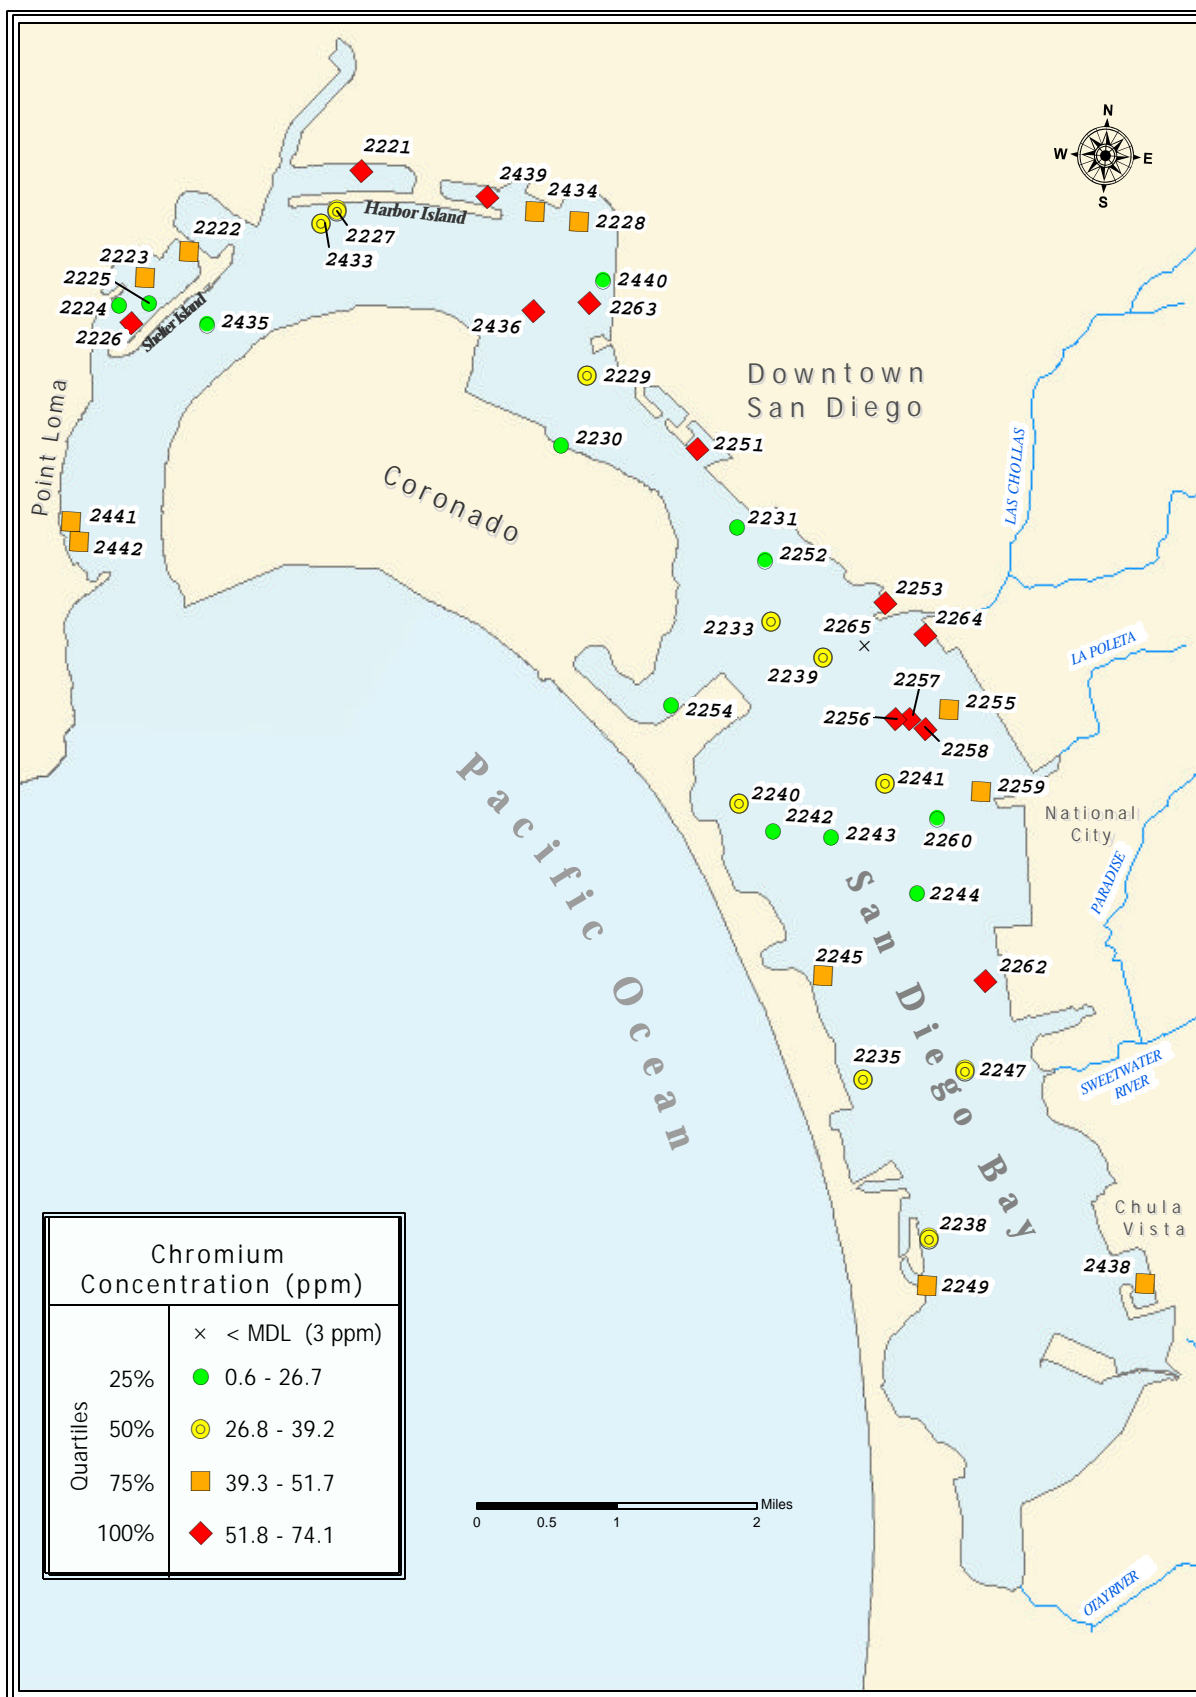 N
W
E
S
2221
2439
2434
2228
Harbor Island
2227
2433
2222
2223
2225
2224
2226
Shelter Island
2435
2440
2263
2436
2229
Downtown
San Diego
2230
2251
Point Loma
Coronado
LAS CHOLLAS
2441
2442
2231
2252
2253
2264
2233
2265
2239
LA POLETA
2257
2255
2254
2256
2258
2241
2259
2240
2242
2243
2260
National
City
Pacific Ocean
San Diego Bay
PARADISE
2244
2245
2262
2235
2247
SWEETWATER
RIVER
2238
Chula
Vista
2249
2438
Chromium
Concentration (ppm)
< MDL (3 ppm)
Quartiles
25% 0.6 - 26.7
50% 26.8 - 39.2
75% 39.3 - 51.7
100% 51.8 - 74.1
Miles
0 0.5 1 2
OTAY RIVER